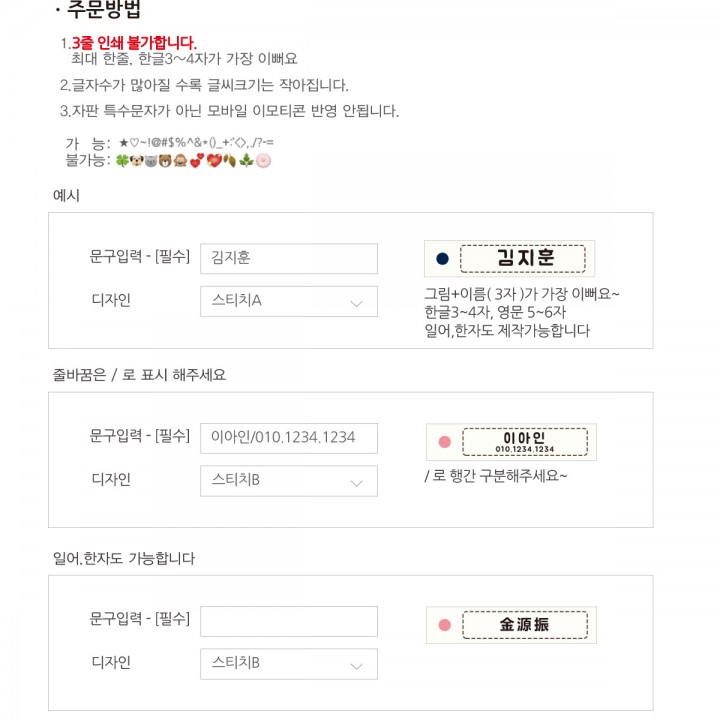 · 주문방법
1.3줄 인쇄 불가합니다.
최대 한줄, 한글3~4자가 가장 이뻐요
2.글자수가 많아질 수록 글씨크기는 작아집니다.
3.자판 특수문자가 아닌 모바일 이모티콘 반영 안됩니다.
가 능: ★♡~!@#$%^&*()_+:"<>,./?-=
불가능: 🍀🐶🐱🐻🙈💕💝🍂🌿🌸
예시
문구입력 - [필수] 김지훈
디자인 스티치A
김지훈
그림+이름( 3자 )가 가장 이뻐요~
한글3~4자, 영문 5~6자
일어,한자도 제작가능합니다
줄바꿈은 / 로 표시 해주세요
문구입력 - [필수] 이아인/010.1234.1234
디자인 스티치B
이아인
010.1234.1234
/ 로 행간 구분해주세요~
일어,한자도 가능합니다
문구입력 - [필수]
디자인 스티치B
金源振